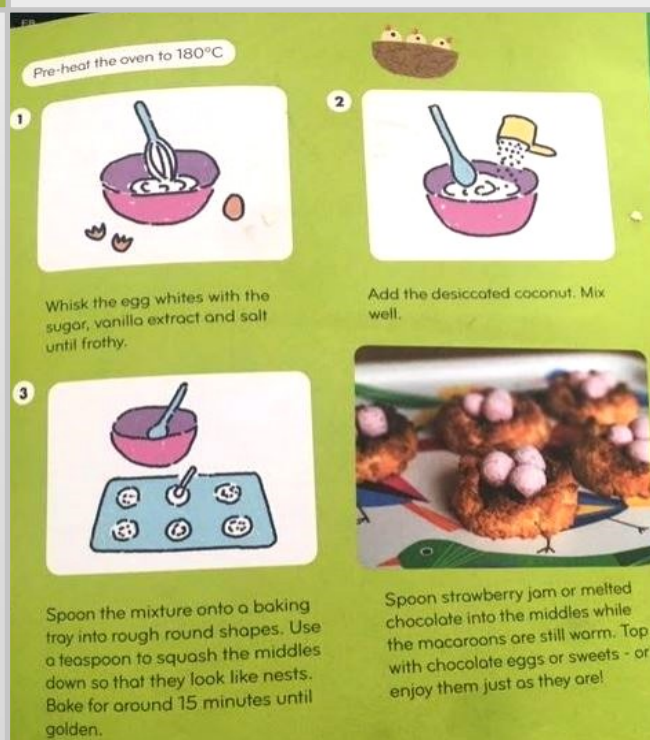 Pre-heat the oven to 180°C
1
Whisk the egg whites with the
sugar, vanilla extract and salt
until frothy.
2
Add the desiccated coconut. Mix
well.
3
Spoon the mixture onto a baking
tray into rough round shapes. Use
a teaspoon to squash the middles
down so that they look like nests.
Bake for around 15 minutes until
golden.
Spoon strawberry jam or melted
chocolate into the middles while
the macaroons are still warm. Top
with chocolate eggs or sweets - or
enjoy them just as they are!